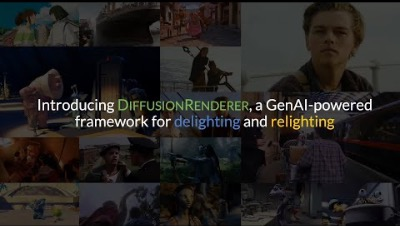 Introducing DIFFUSIONRENDERER, a GenAI-powered
framework for delighting and relighting